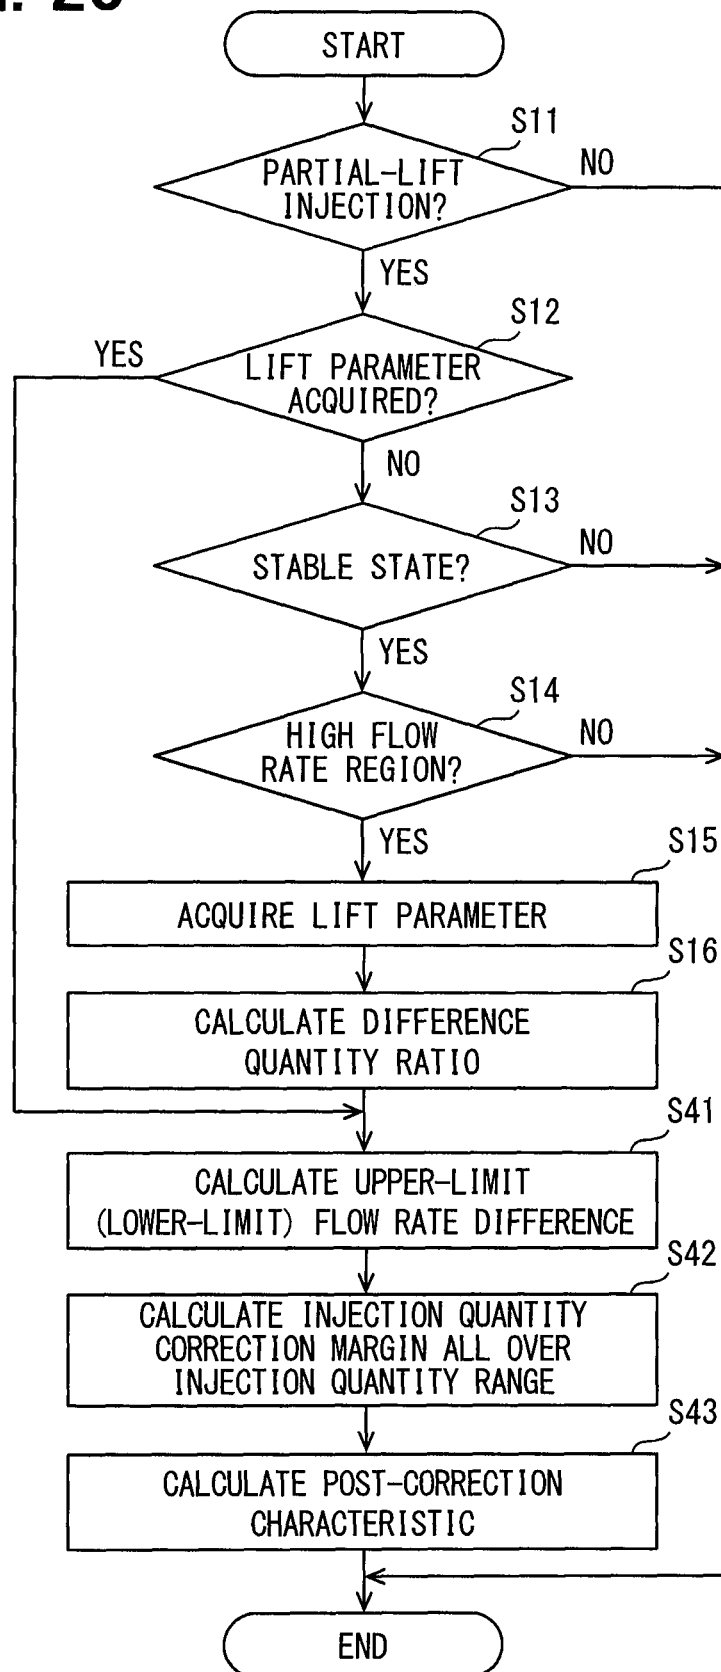 START
S11
PARTIAL-LIFT
INJECTION?
NO
YES
S12
YES
LIFT PARAMETER
ACQUIRED?
NO
S13
STABLE STATE?
NO
YES
S14
HIGH FLOW
RATE REGION?
NO
YES
S15
ACQUIRE LIFT PARAMETER
S16
CALCULATE DIFFERENCE
QUANTITY RATIO
S41
CALCULATE UPPER-LIMIT
(LOWER-LIMIT) FLOW RATE DIFFERENCE
S42
CALCULATE INJECTION QUANTITY
CORRECTION MARGIN ALL OVER
INJECTION QUANTITY RANGE
S43
CALCULATE POST-CORRECTION
CHARACTERISTIC
END